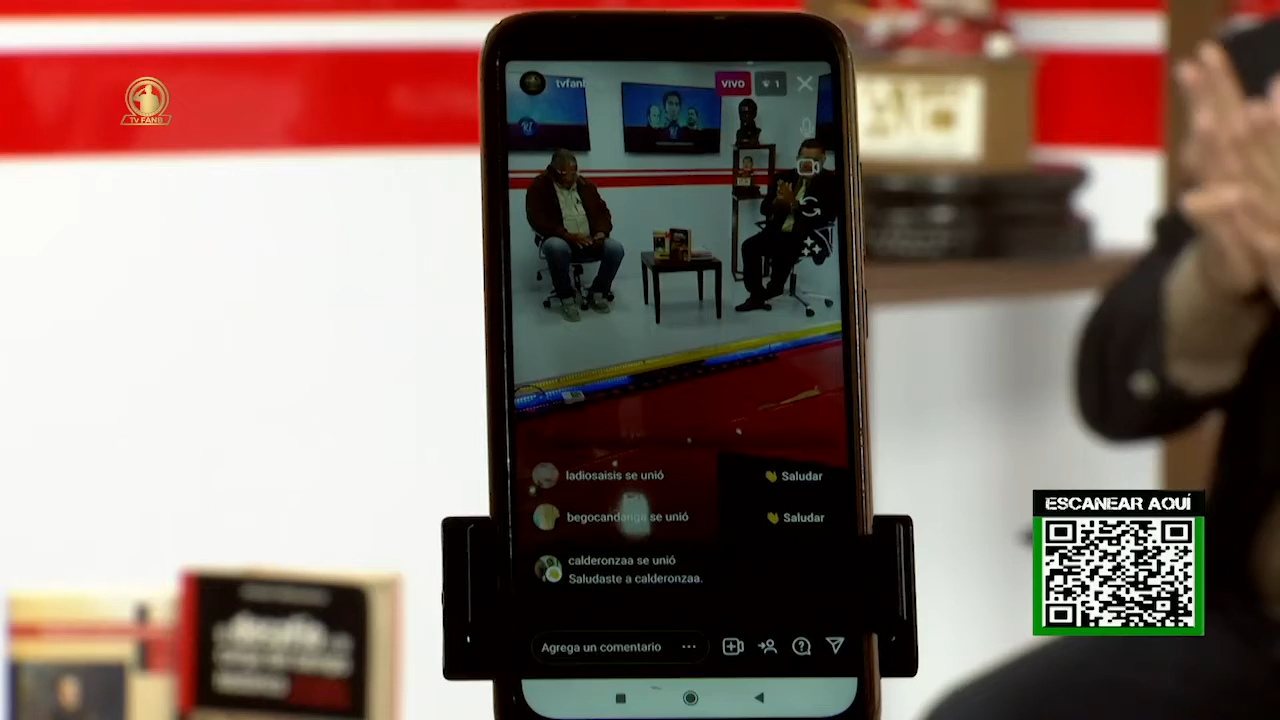 TV FANB
tvfanb
VIVO
1
ladiosaisis se unió
Saludar
begocandanga se unió
Saludar
calderonzaa se unió
Saludaste a calderonzaa.
Agrega un comentario
ESCANEAR AQUÍ